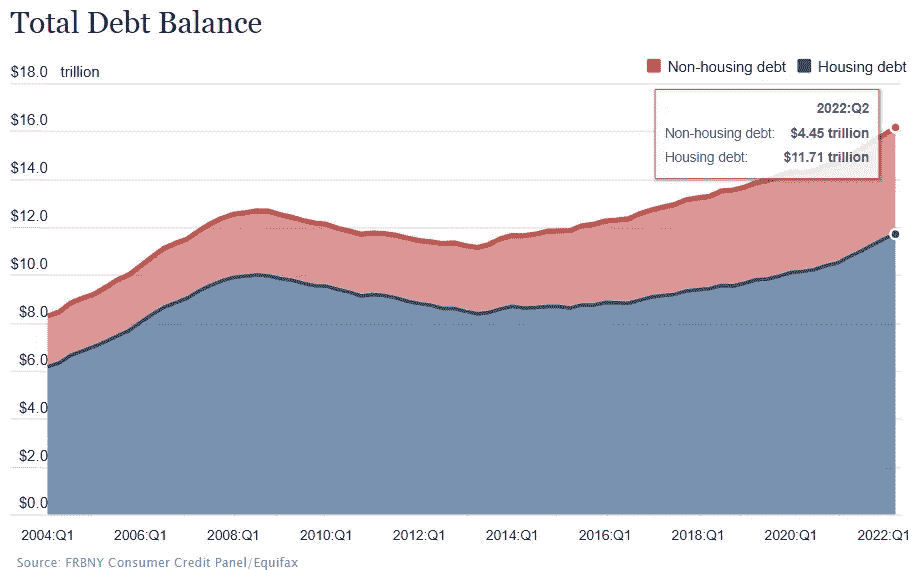 Total Debt Balance
$18.0 trillion
Non-housing debt Housing debt
2022:Q2
Non-housing debt: $4.45 trillion
Housing debt: $11.71 trillion
$16.0
$14.0
$12.0
$10.0
$8.0
$6.0
$4.0
$2.0
$0.0
2004:Q1 2006:Q1 2008:Q1 2010:Q1 2012:Q1 2014:Q1 2016:Q1 2018:Q1 2020:Q1 2022:Q1
Source: FRBNY Consumer Credit Panel/Equifax